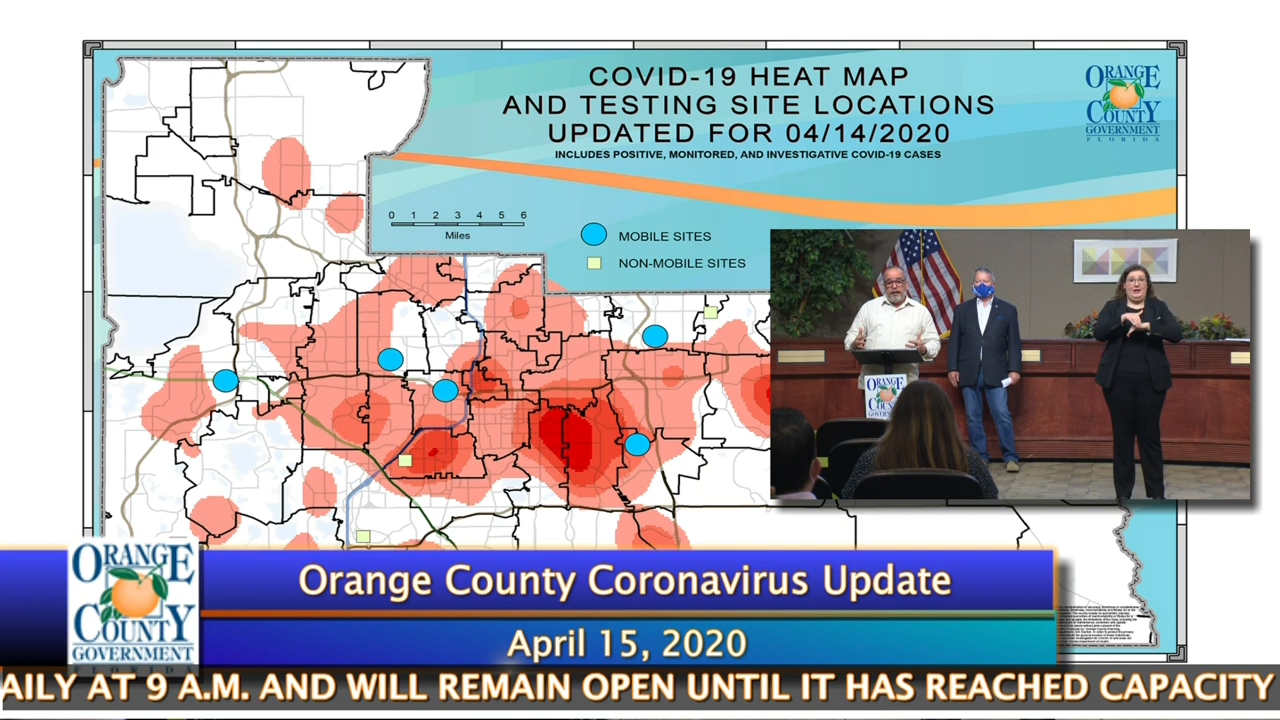 COVID-19 HEAT MAP
AND TESTING SITE LOCATIONS
UPDATED FOR 04/14/2020
INCLUDES POSITIVE, MONITORED, AND INVESTIGATIVE COVID-19 CASES
ORANGE
COUNTY
GOVERNMENT
FLORIDA
0 1 2 3 4 5 6
Miles
MOBILE SITES
NON-MOBILE SITES
ORANGE
COUNTY
ORANGE
COUNTY
GOVERNMENT
FLORIDA
Orange County Coronavirus Update
April 15, 2020
AILY AT 9 A.M. AND WILL REMAIN OPEN UNTIL IT HAS REACHED CAPACITY